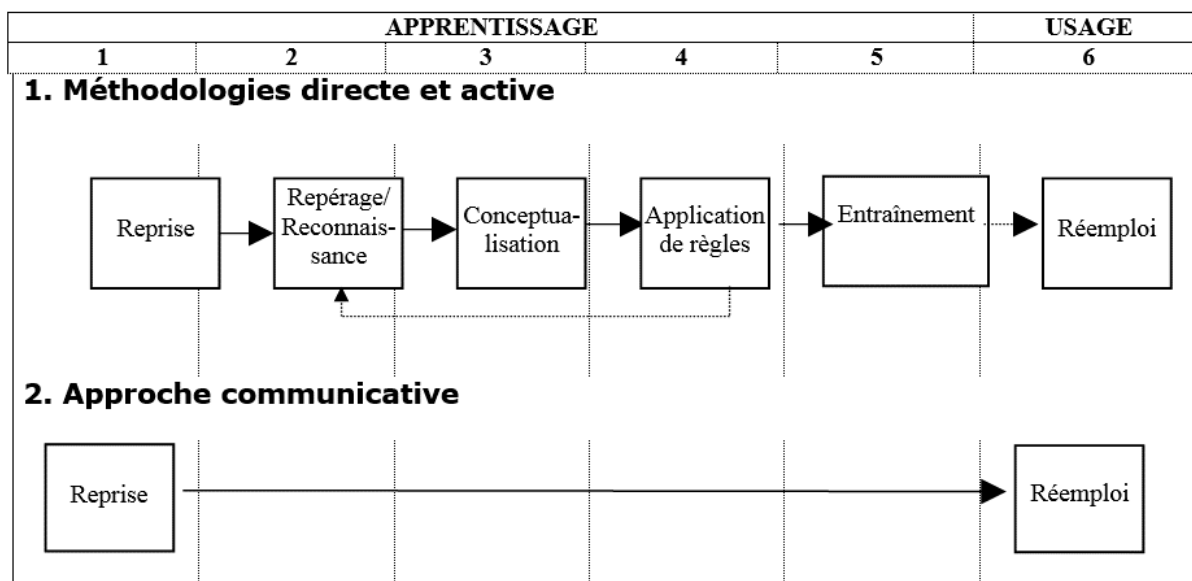 APPRENTISSAGE USAGE
1 2 3 4 5 6
1. Méthodologies directe et active
Reprise
Repérage/
Reconnais-
sance
Conceptua-
lisation
Application
de règles
Entraînement
Réemploi
2. Approche communicative
Reprise
Réemploi